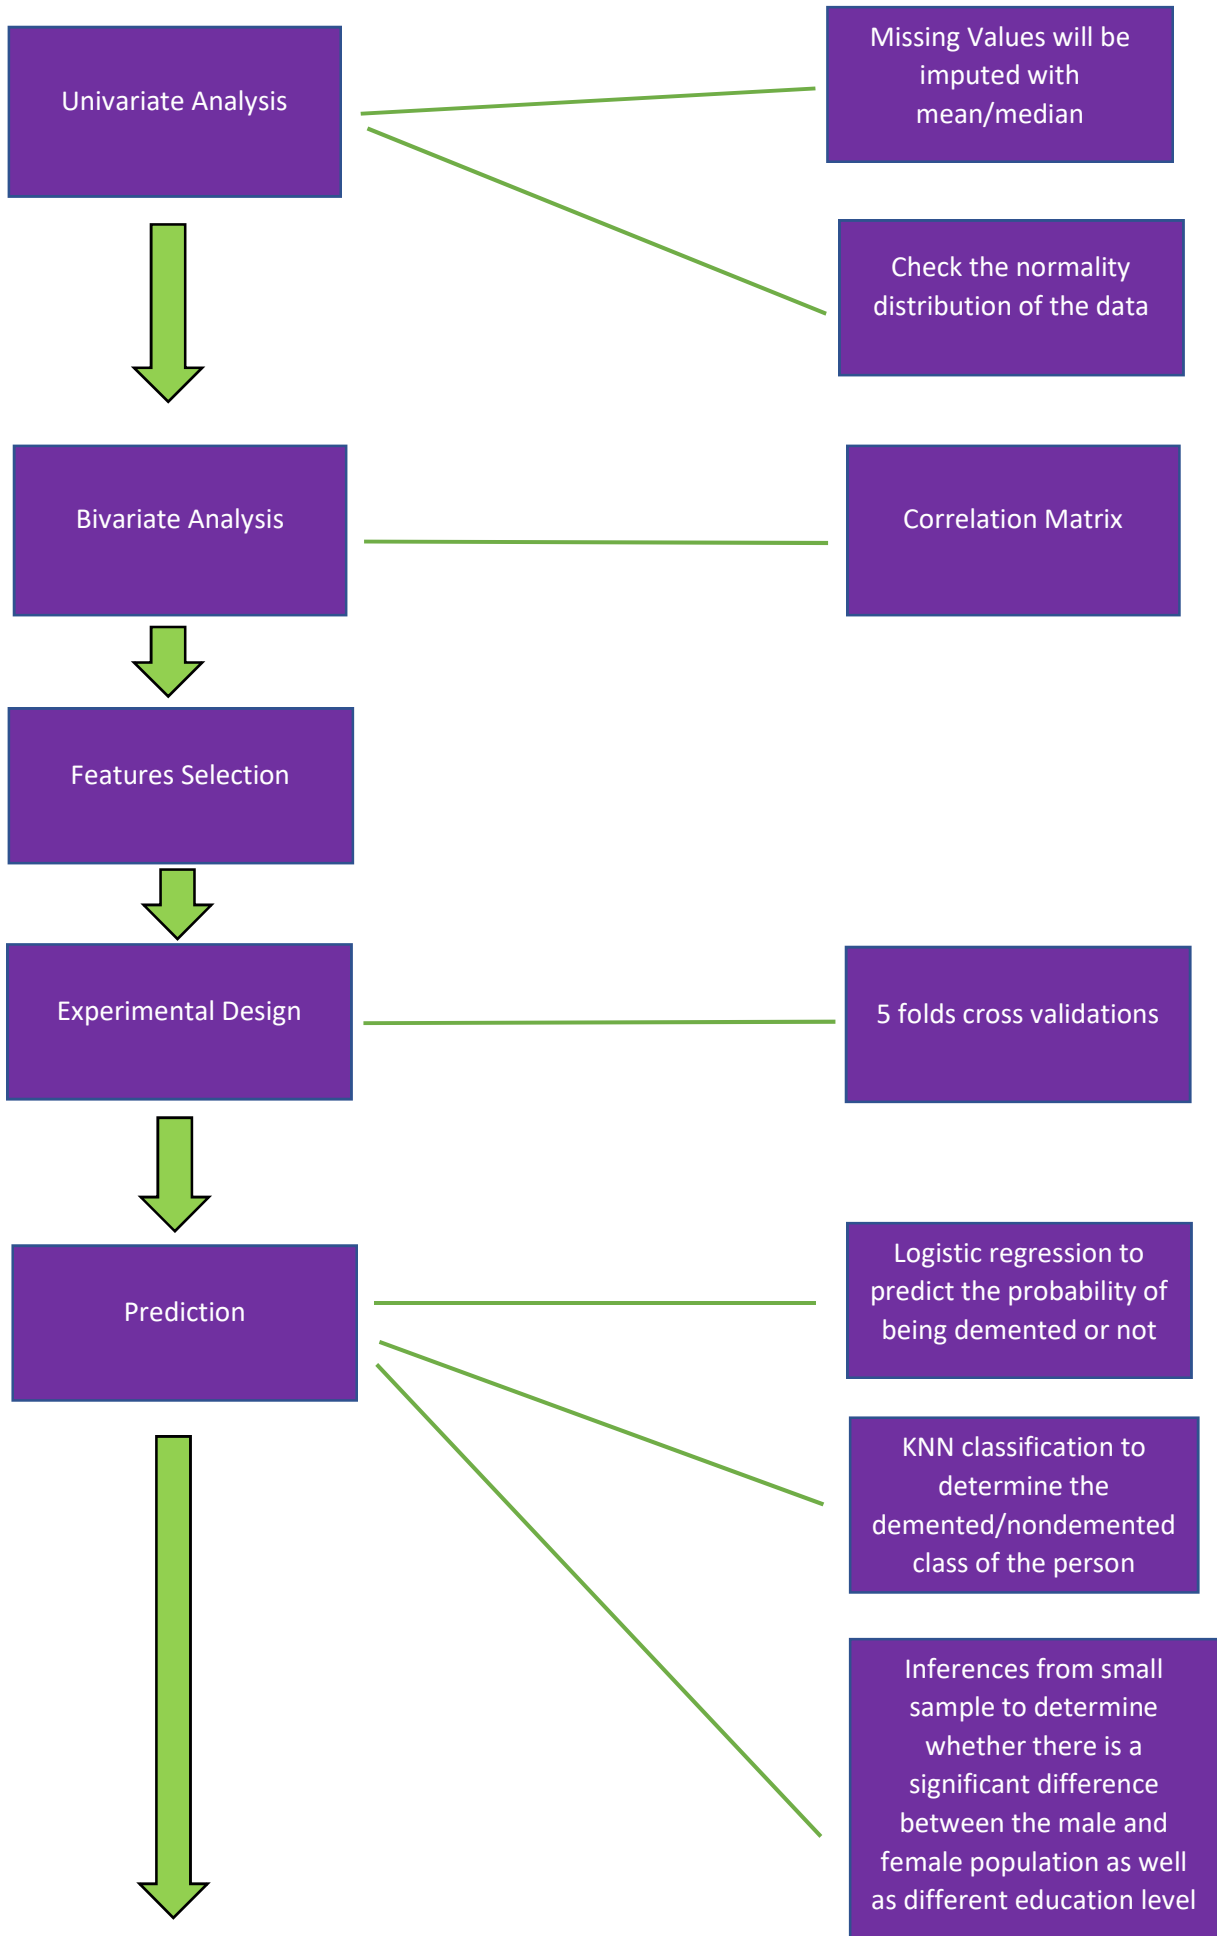 Univariate Analysis
Missing Values will be
imputed with
mean/median
Check the normality
distribution of the data
Bivariate Analysis
Correlation Matrix
Features Selection
Experimental Design
5 folds cross validations
Prediction
Logistic regression to
predict the probability of
being demented or not
KNN classification to
determine the
demented/nondemented
class of the person
Inferences from small
sample to determine
whether there is a
significant difference
between the male and
female population as well
as different education level